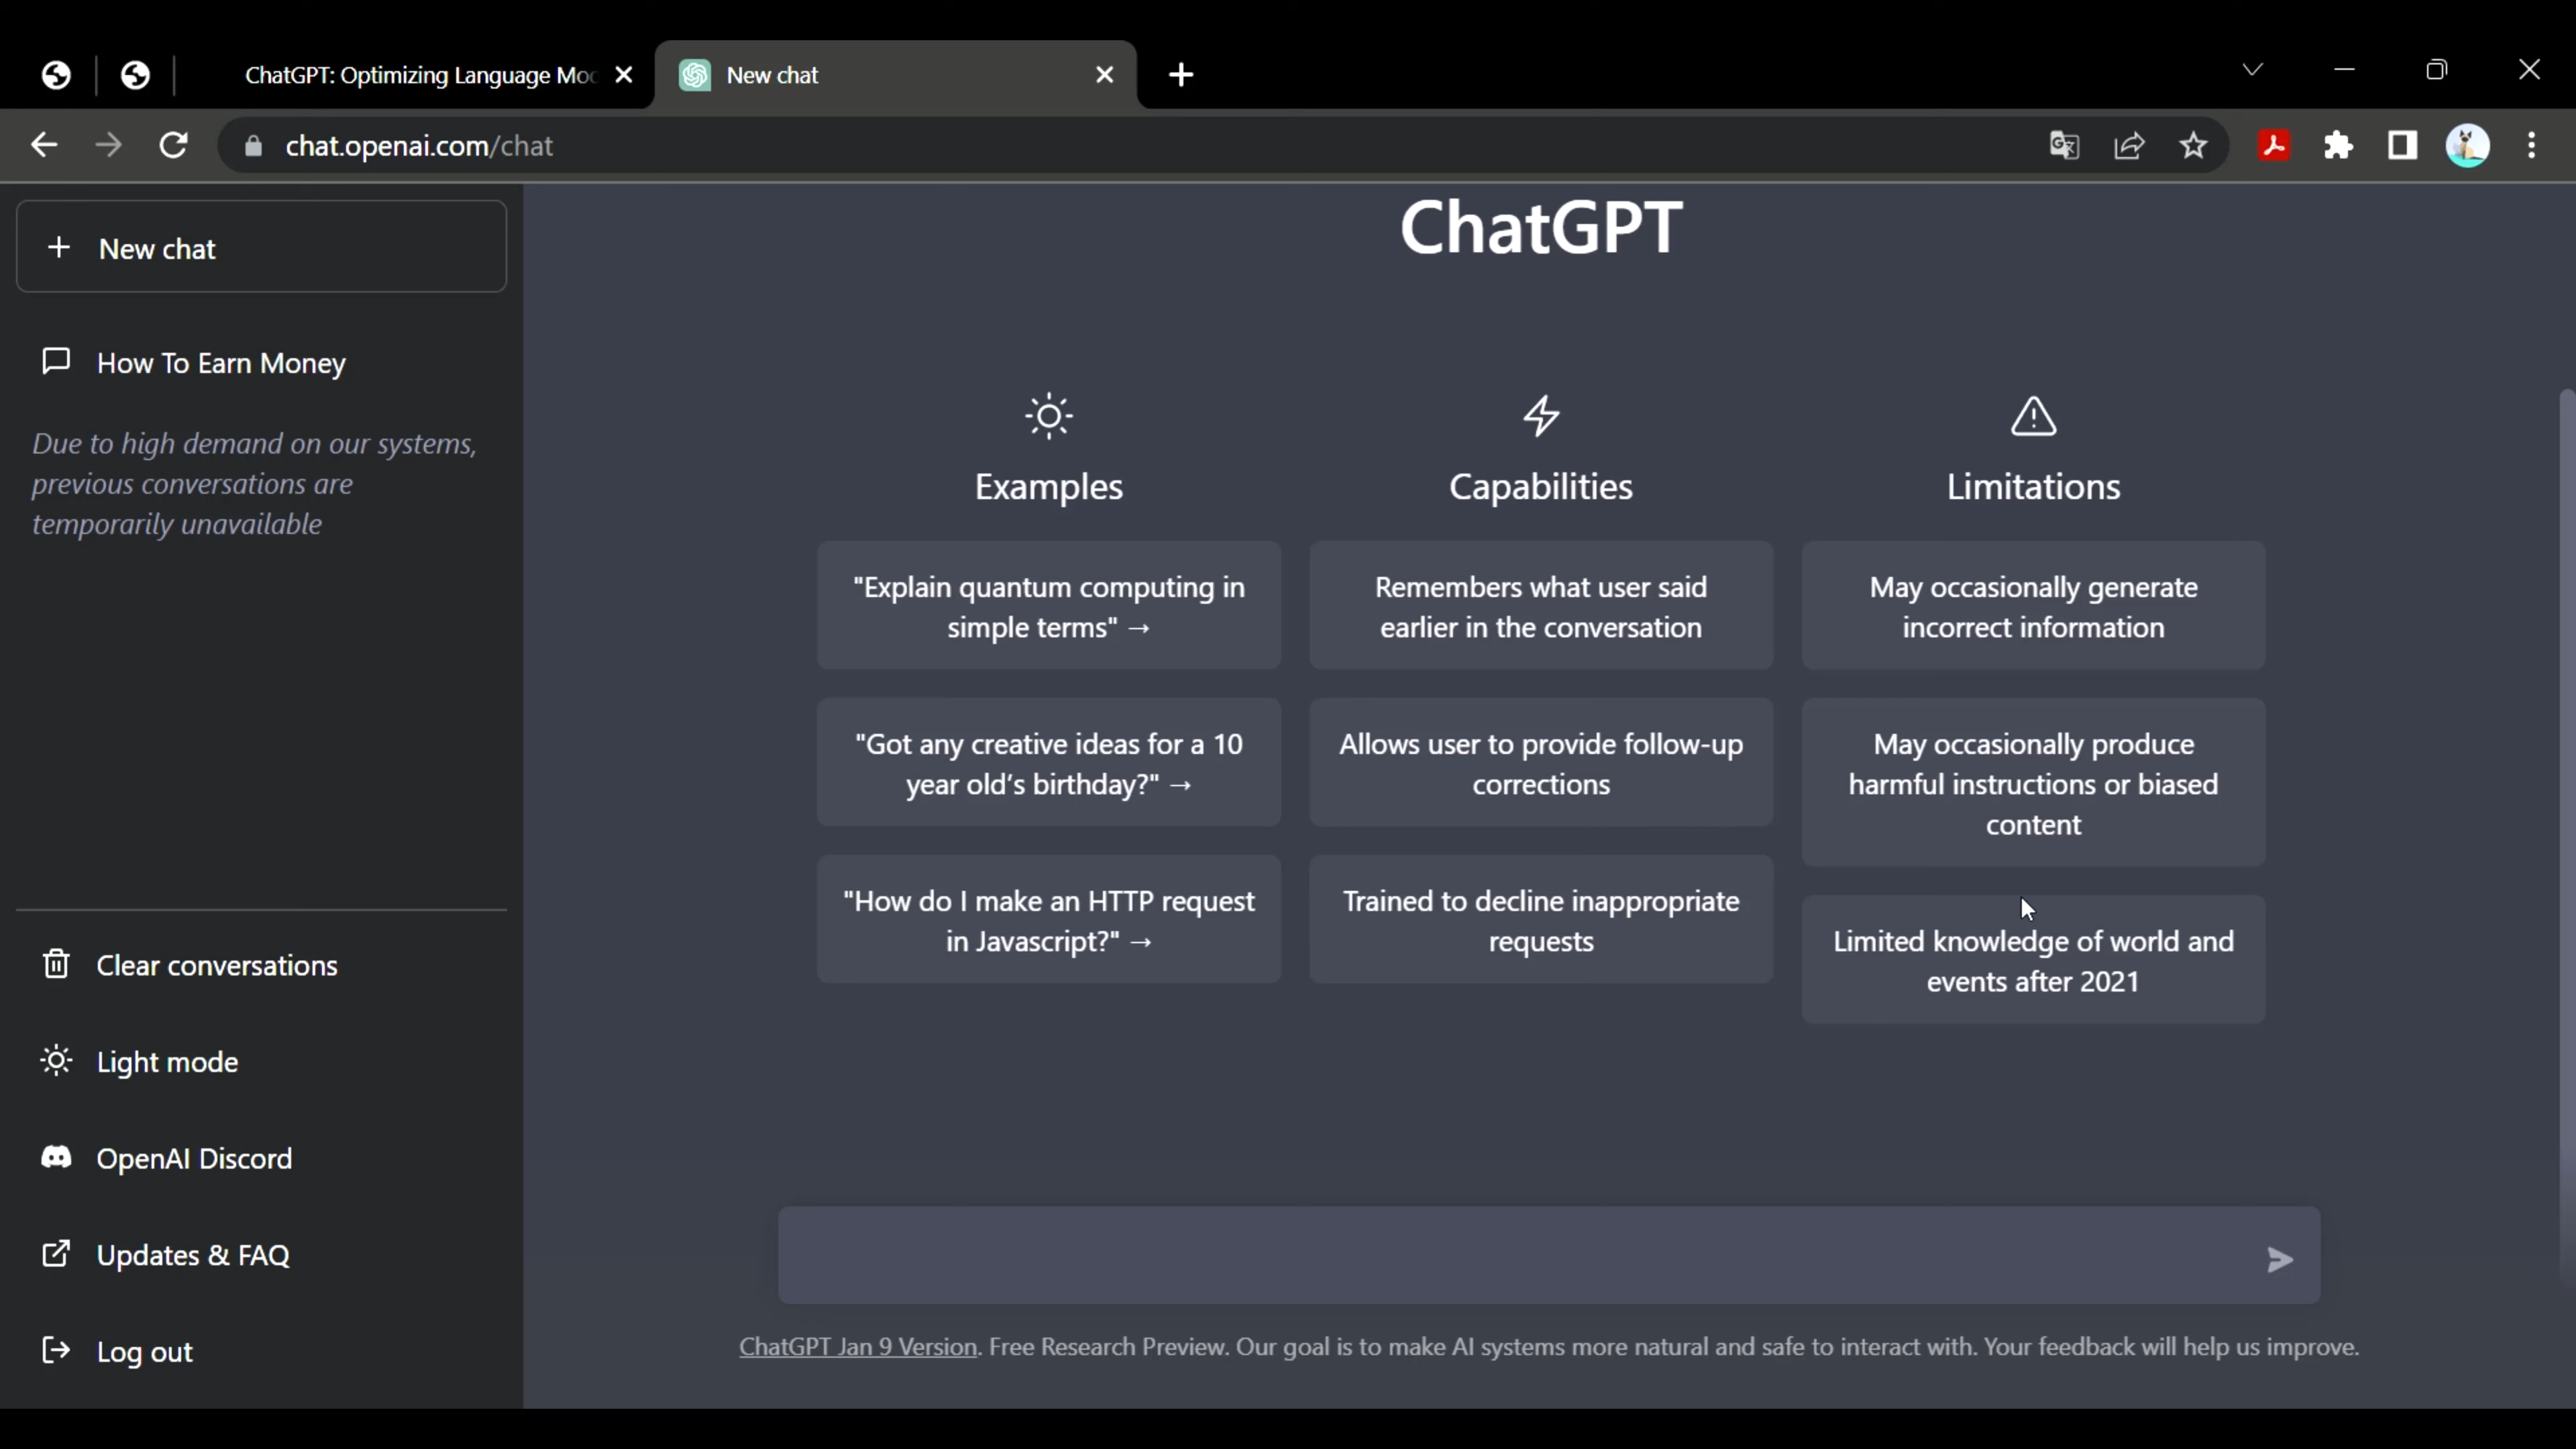 ChatGPT: Optimizing Language Mod
New chat
chat.openai.com/chat
New chat
How To Earn Money
Due to high demand on our systems,
previous conversations are
temporarily unavailable
Clear conversations
Light mode
OpenAI Discord
Updates & FAQ
Log out
ChatGPT
Examples
"Explain quantum computing in
simple terms" →
"Got any creative ideas for a 10
year old's birthday?" →
"How do I make an HTTP request
in Javascript?" →
Capabilities
Remembers what user said
earlier in the conversation
Allows user to provide follow-up
corrections
Trained to decline inappropriate
requests
Limitations
May occasionally generate
incorrect information
May occasionally produce
harmful instructions or biased
content
Limited knowledge of world and
events after 2021
ChatGPT Jan 9 Version. Free Research Preview. Our goal is to make AI systems more natural and safe to interact with. Your feedback will help us improve.